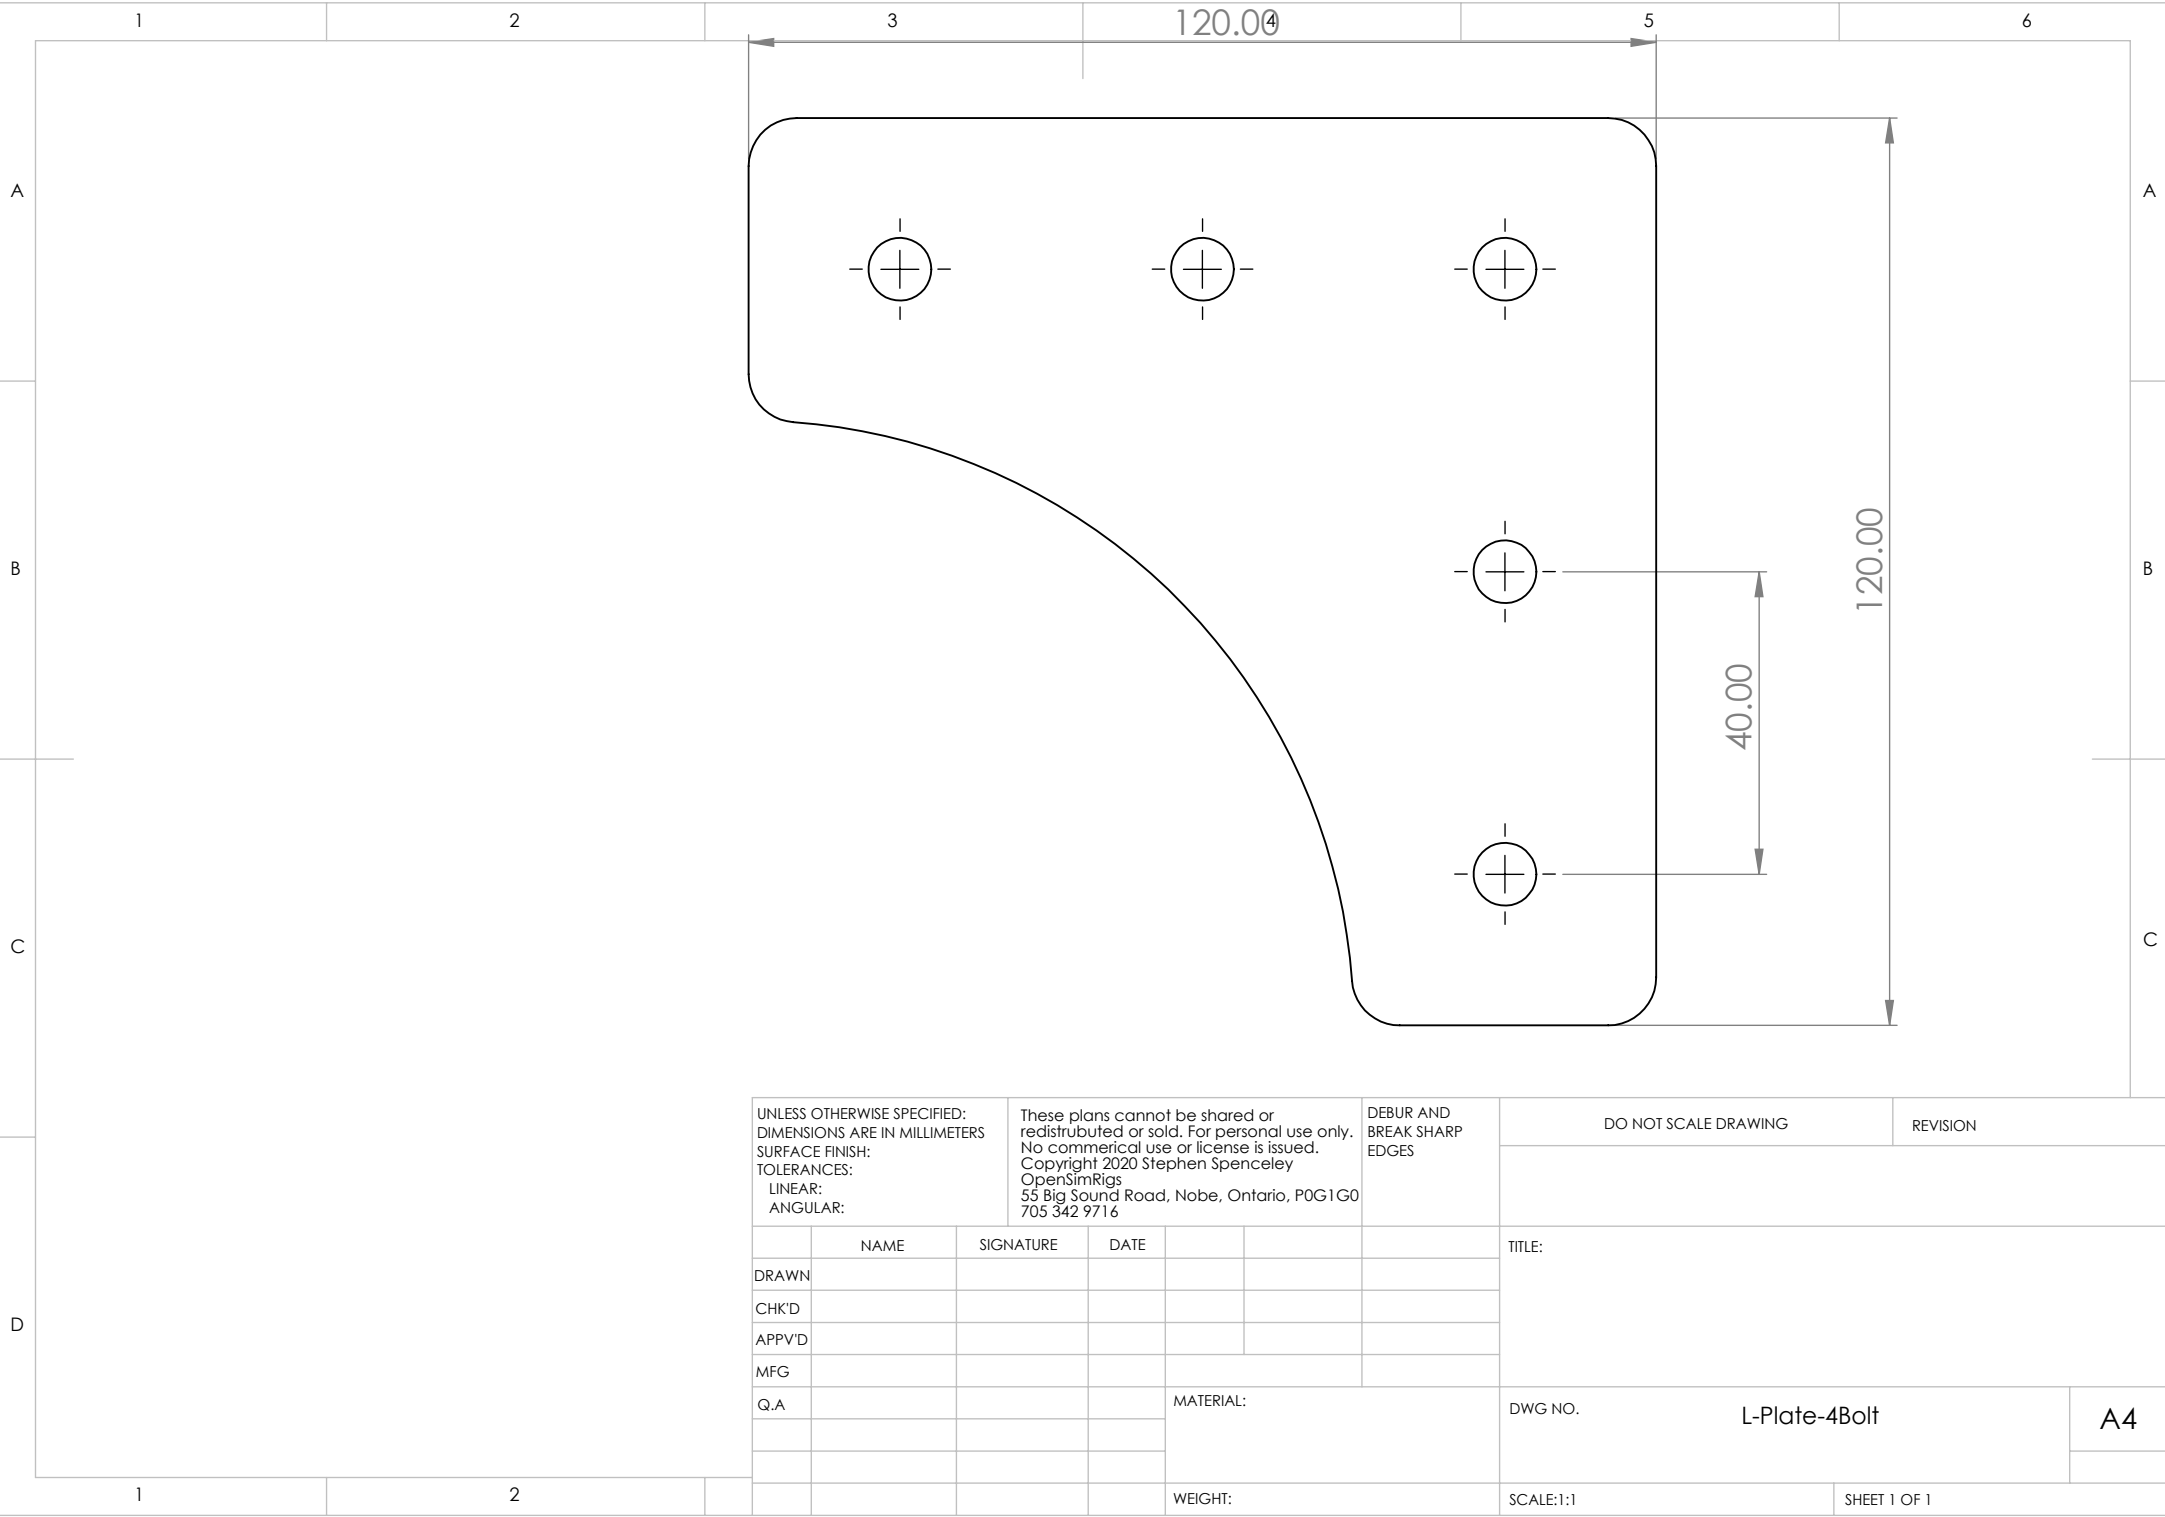 1 2 3 4 5 6
120.00
A A
B B
120.00
40.00
C C
UNLESS OTHERWISE SPECIFIED:
DIMENSIONS ARE IN MILLIMETERS
SURFACE FINISH:
TOLERANCES:
LINEAR:
ANGULAR:
These plans cannot be shared or
redistrubuted or sold. For personal use only.
No commerical use or license is issued.
Copyright 2020 Stephen Spenceley
OpenSimRigs
55 Big Sound Road, Nobe, Ontario, P0G1G0
705 342 9716
DEBUR AND
BREAK SHARP
EDGES
DO NOT SCALE DRAWING
REVISION
NAME SIGNATURE DATE
TITLE:
DRAWN
CHK'D
D
APPV'D
MFG
Q.A
MATERIAL:
DWG NO.
L-Plate-4Bolt
A4
1 2
WEIGHT:
SCALE:1:1
SHEET 1 OF 1